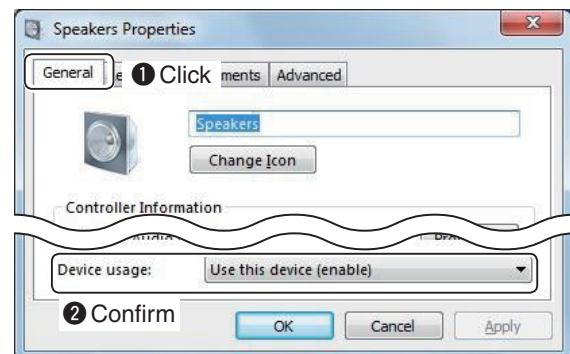 Speakers Properties
General ❶ Click ments Advanced
Speakers
Change Icon
Controller Information
Device usage: Use this device (enable)
❷ Confirm
OK Cancel Apply